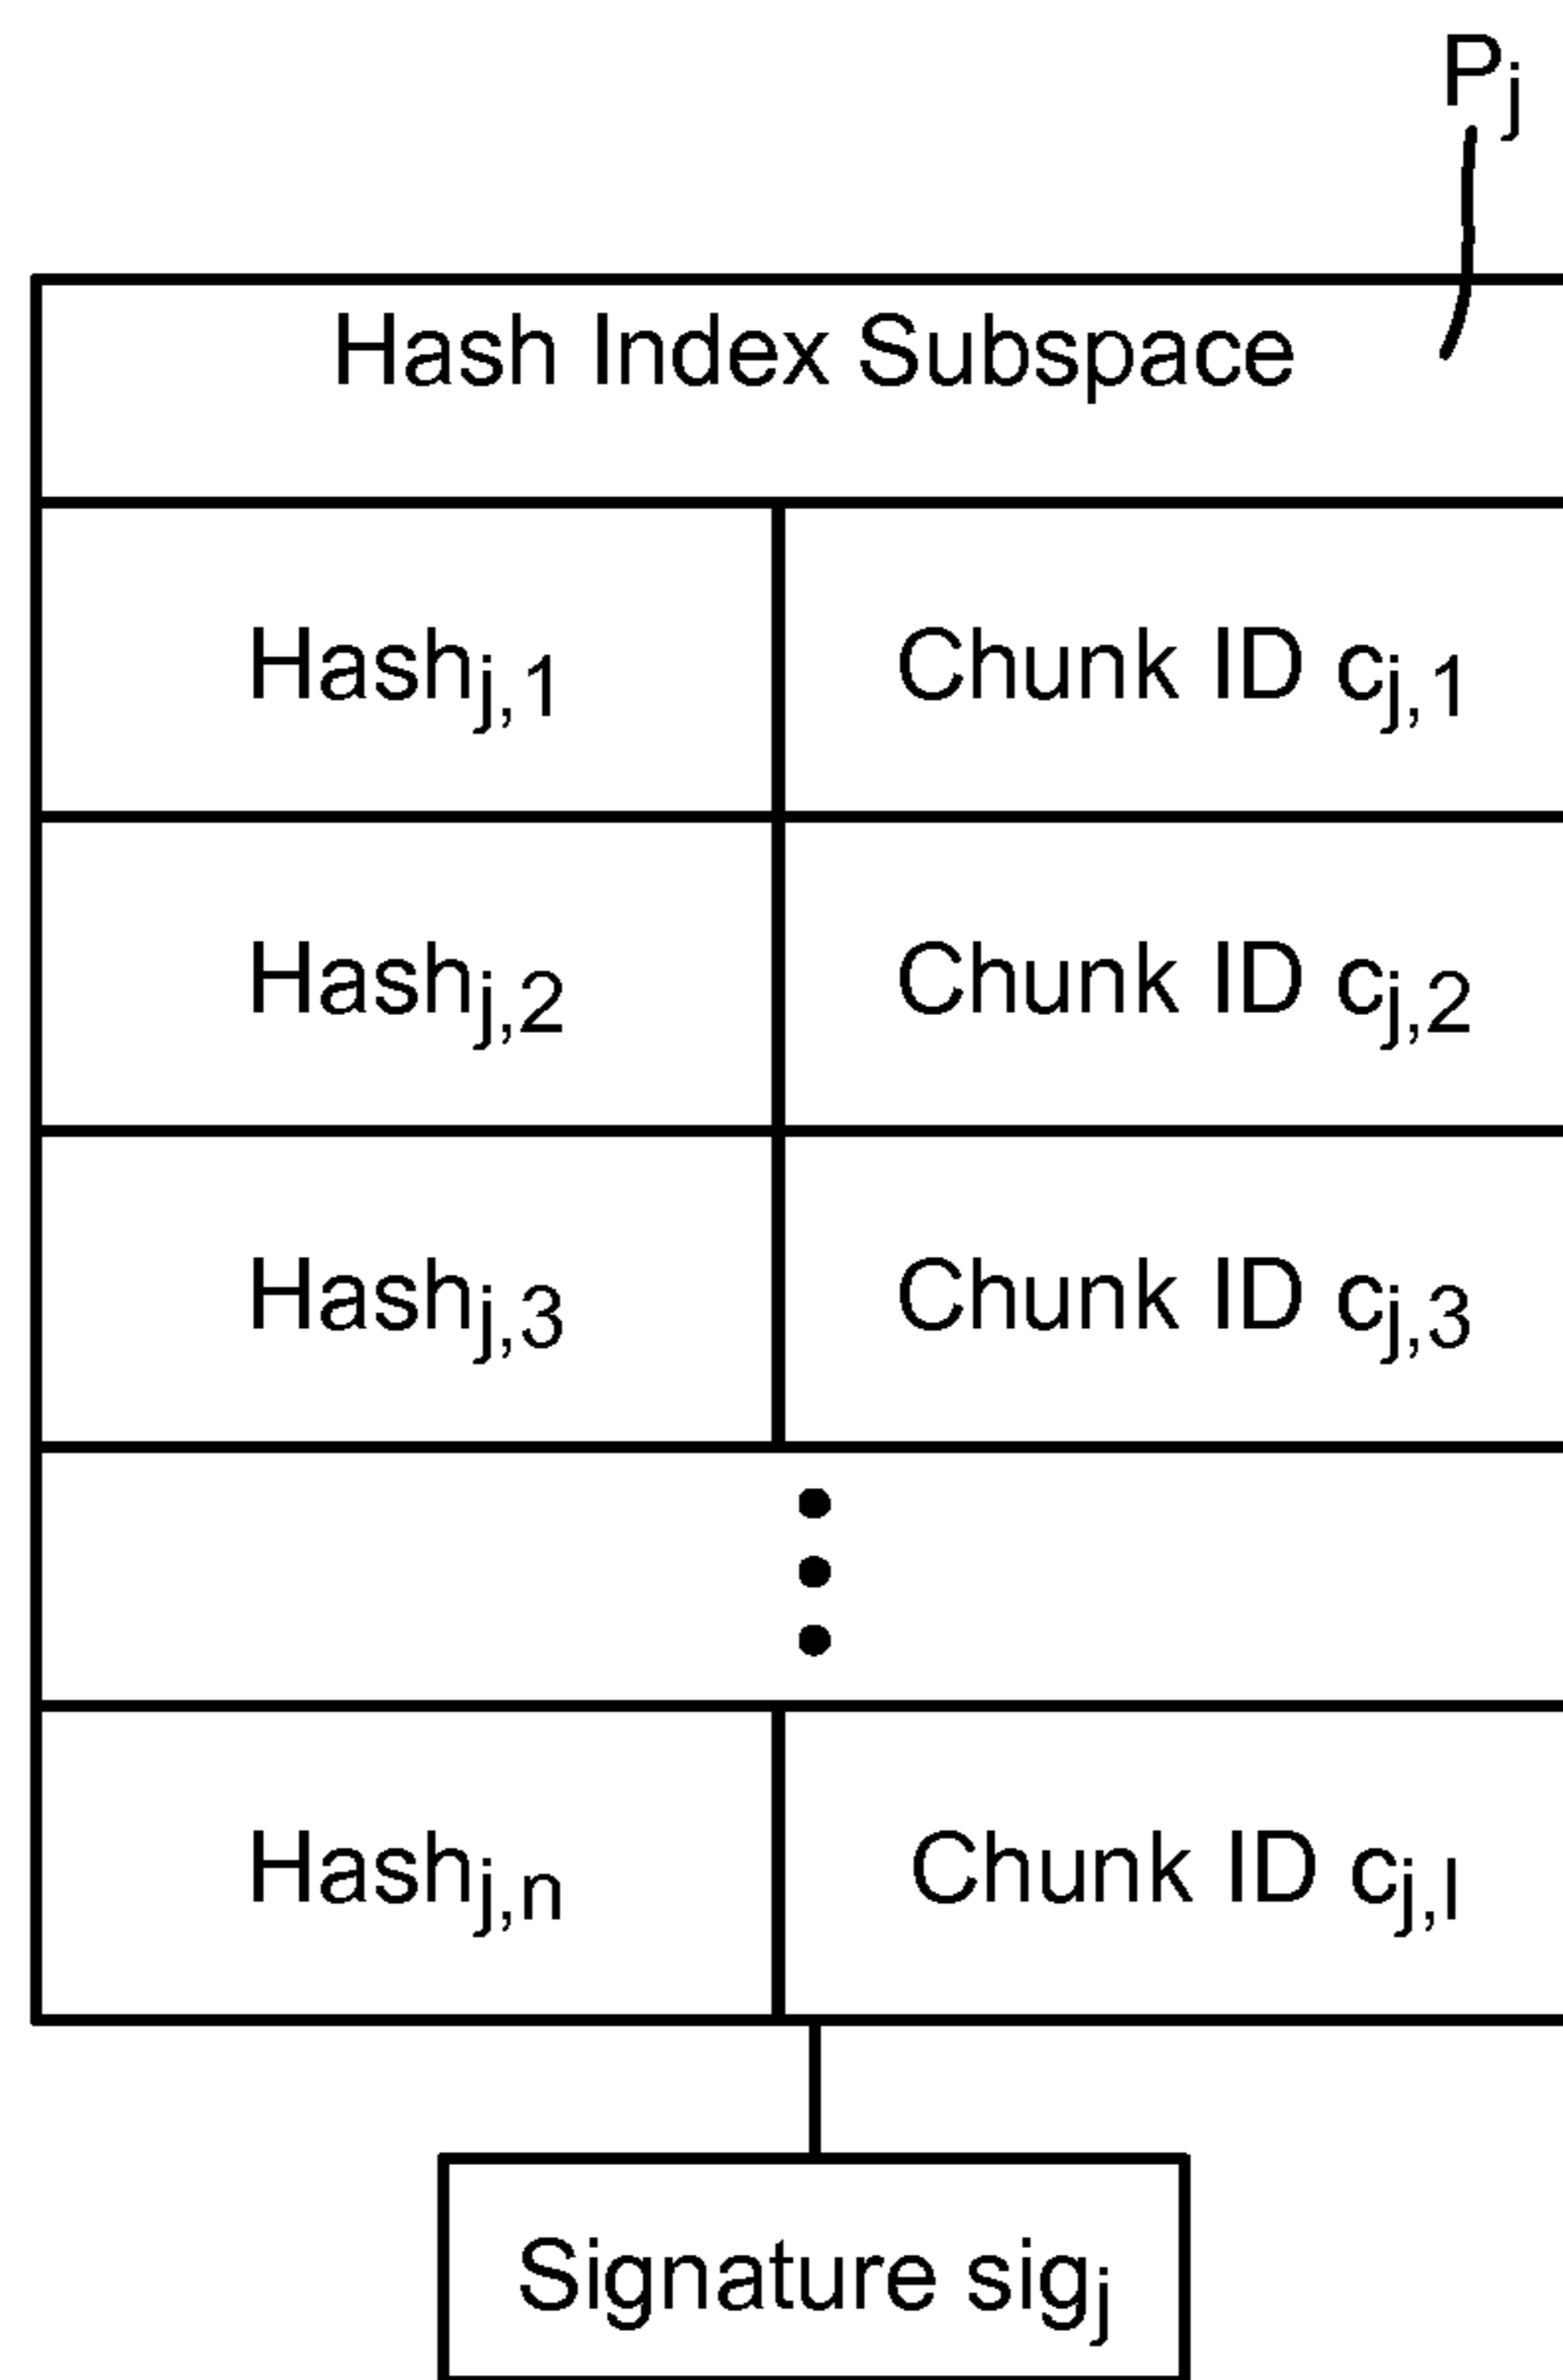 Pj
Hash Index Subspace
Hashj,1 Chunk ID cj,1
Hashj,2 Chunk ID cj,2
Hashj,3 Chunk ID cj,3
Hashj,n Chunk ID cj,l
Signature sigj